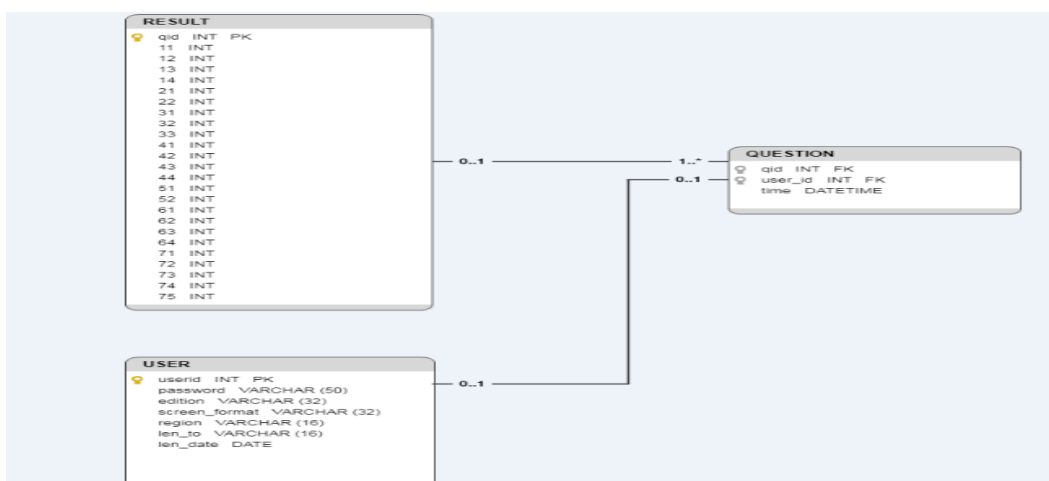 RESULT
qid INT PK
11 INT
12 INT
13 INT
14 INT
21 INT
22 INT
31 INT
32 INT
33 INT
41 INT
42 INT
43 INT
44 INT
51 INT
52 INT
61 INT
62 INT
63 INT
64 INT
71 INT
72 INT
73 INT
74 INT
75 INT
0..1
1..*
QUESTION
qid INT FK
user_id INT FK
time DATETIME
0..1
USER
userid INT PK
password VARCHAR (50)
edition VARCHAR (32)
screen_format VARCHAR (32)
region VARCHAR (16)
len_to VARCHAR (16)
len_date DATE
0..1